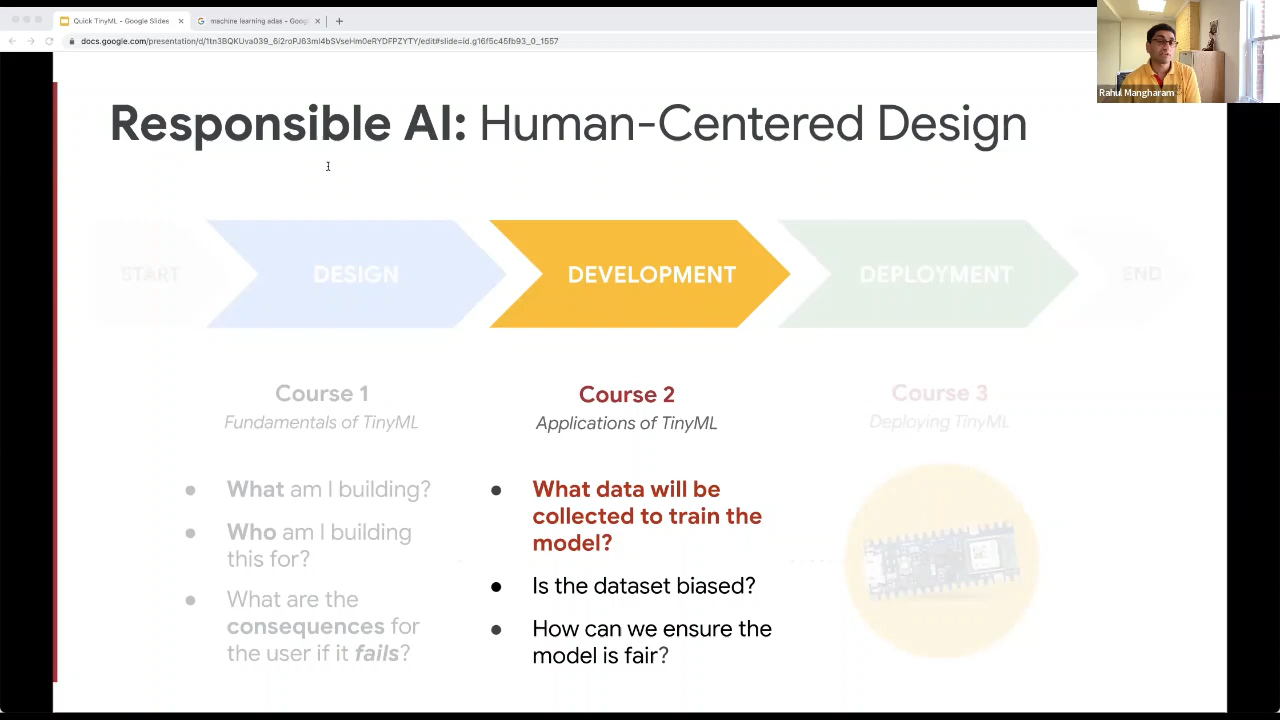 Quick TinyML - Google Slides
machine learning adas - Goog
docs.google.com/presentation/d/1tn3BQKUva039_6i2roPJ63mI4bSVseHm0eRYDFPZYTY/edit#slide=id.g16f5c45fb93_0_1557
Rahul Mangharam
Responsible AI: Human-Centered Design
START
DESIGN
DEVELOPMENT
DEPLOYMENT
END
Course 1
Fundamentals of TinyML
● What am I building?
● Who am I building
this for?
● What are the
consequences for
the user if it fails?
Course 2
Applications of TinyML
● What data will be
collected to train the
model?
● Is the dataset biased?
● How can we ensure the
model is fair?
Course 3
Deploying TinyML